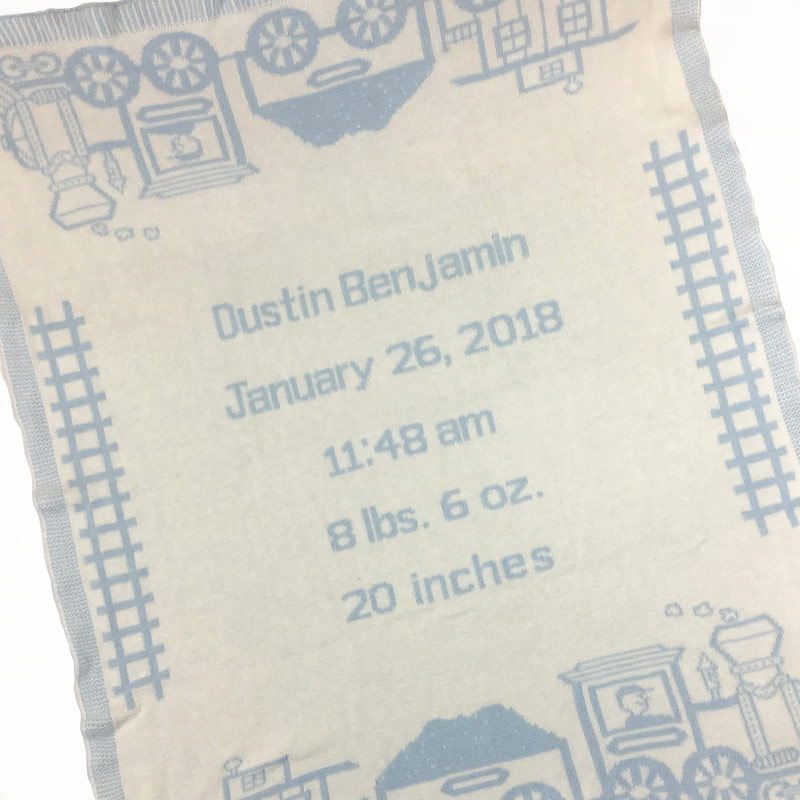 Dustin Benjamin
January 26, 2018
11:48 am
8 lbs. 6 oz.
20 inches